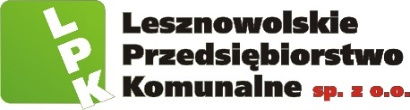 LPK
Lesznowolskie
Przedsiębiorstwo
Komunalne sp. z o.o.